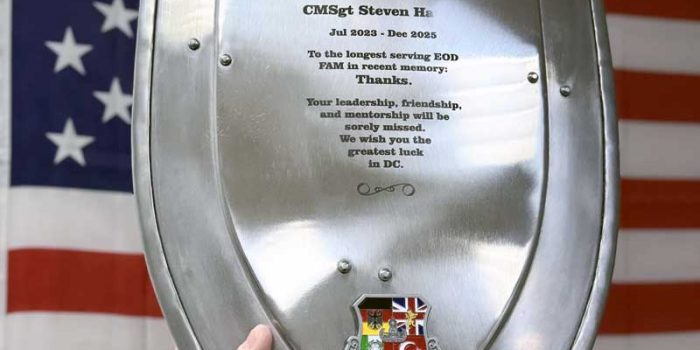 CMSgt Steven Ha
Jul 2023 - Dec 2025
To the longest serving EOD
FAM in recent memory:
Thanks.
Your leadership, friendship,
and mentorship will be
sorely missed.
We wish you the
greatest luck
in DC.